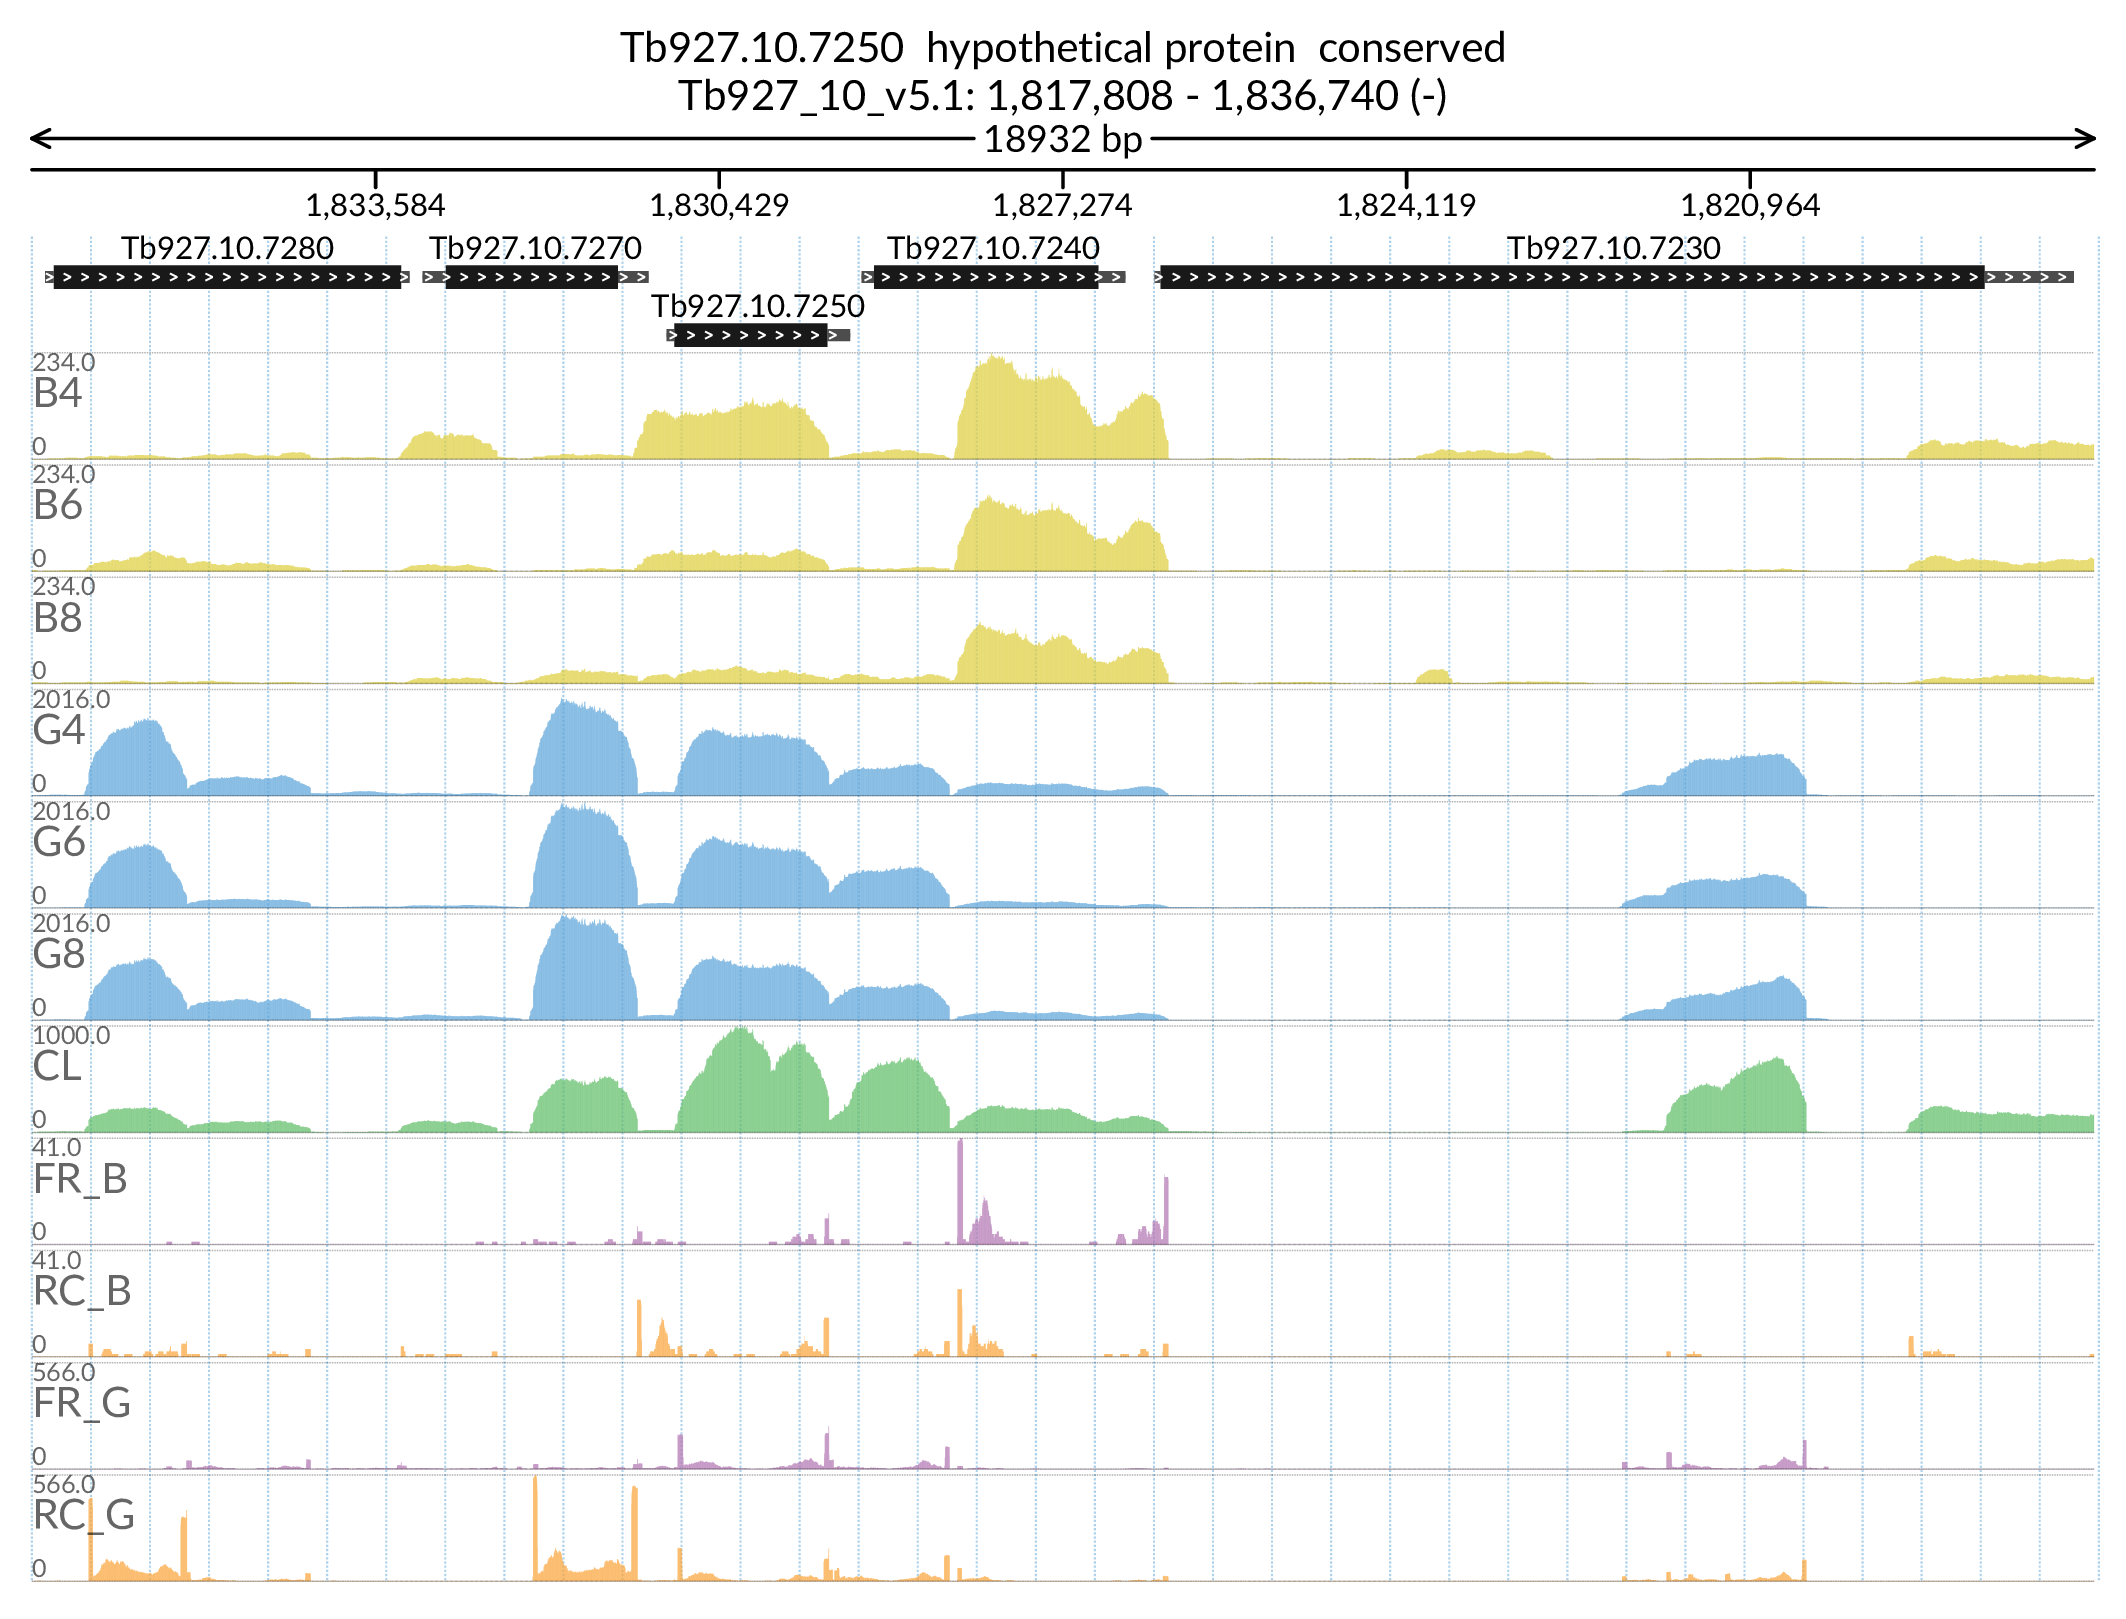 Tb927.10.7250  hypothetical protein  conserved
Tb927_10_v5.1: 1,817,808 - 1,836,740 (-)
18932 bp
1,833,584 1,830,429 1,827,274 1,824,119 1,820,964
Tb927.10.7280 Tb927.10.7270 Tb927.10.7240 Tb927.10.7230
Tb927.10.7250
234.0
B4
0
234.0
B6
0
234.0
B8
0
2016.0
G4
0
2016.0
G6
0
2016.0
G8
0
1000.0
CL
0
41.0
FR_B
0
41.0
RC_B
0
566.0
FR_G
0
566.0
RC_G
0